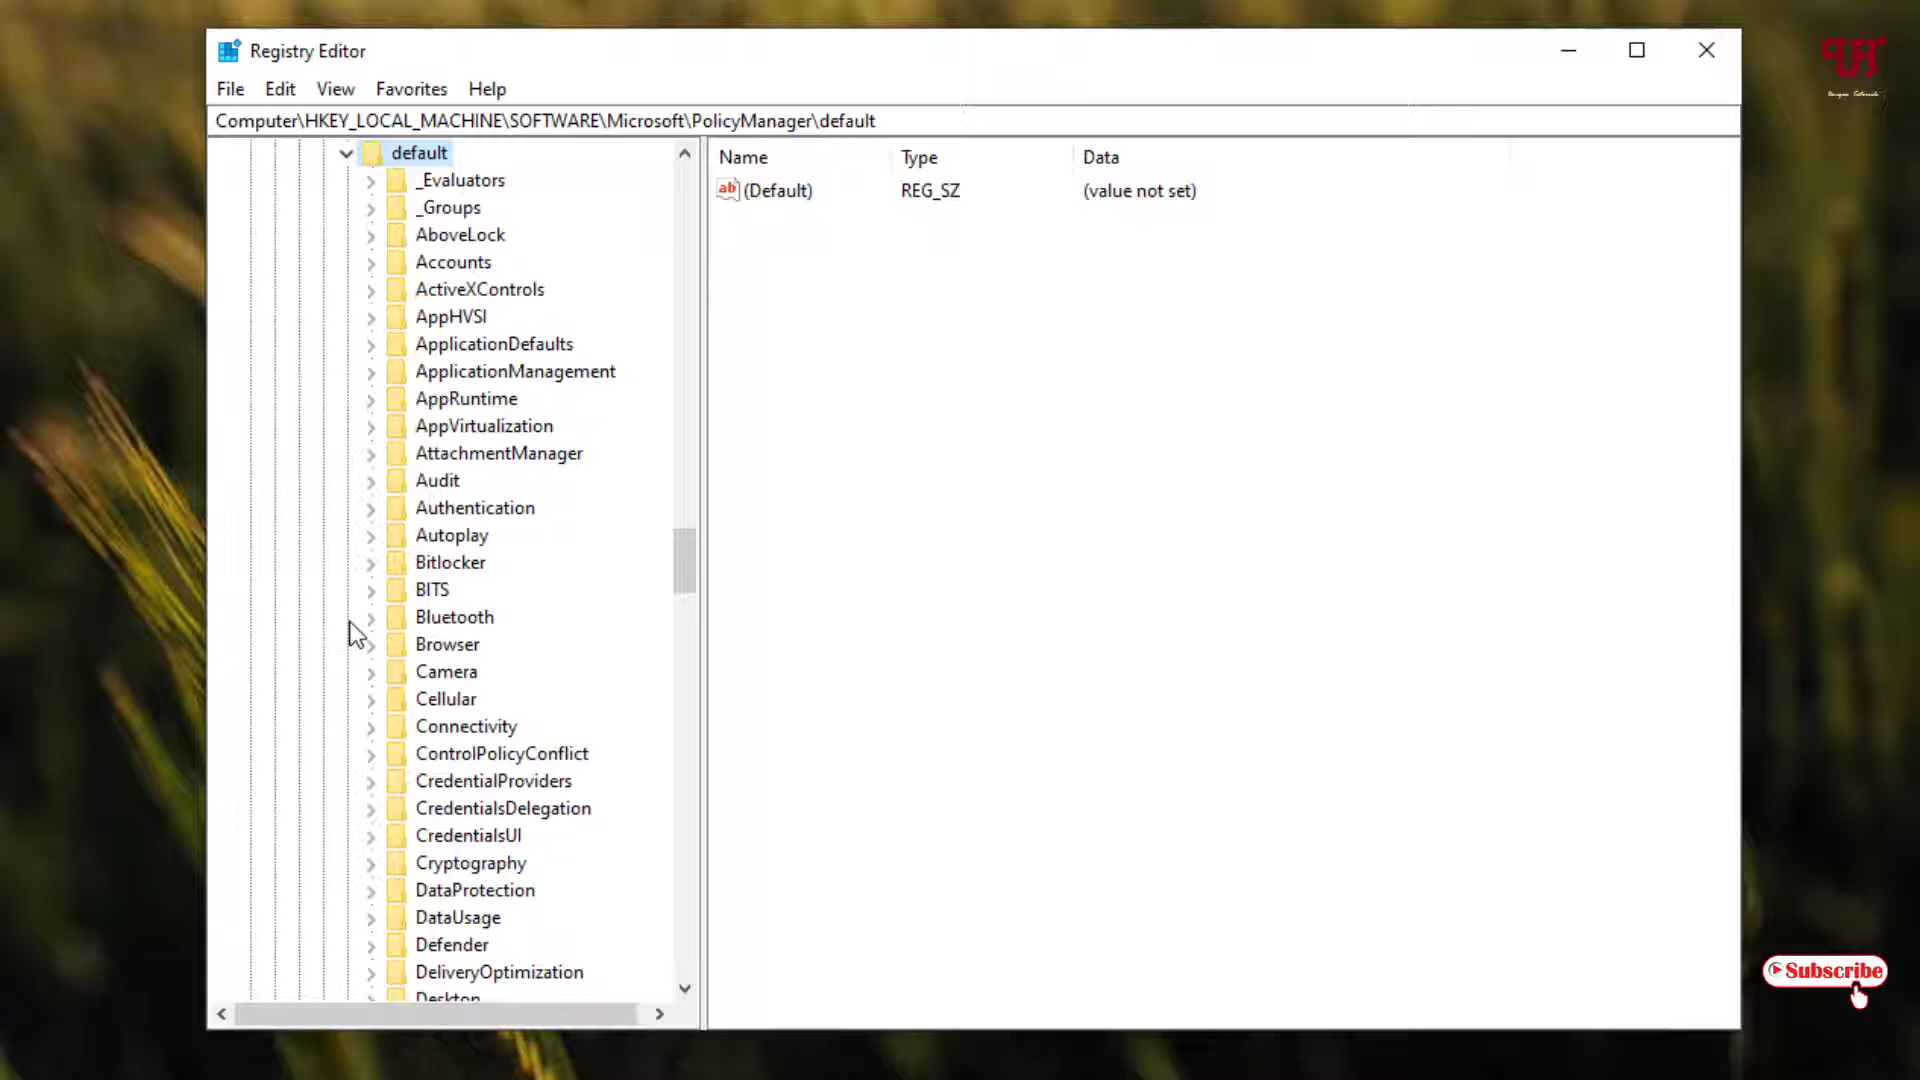 Registry Editor
File Edit View Favorites Help
Computer\HKEY_LOCAL_MACHINE\SOFTWARE\Microsoft\PolicyManager\default
default
_Evaluators
_Groups
AboveLock
Accounts
ActiveXControls
AppHVSI
ApplicationDefaults
ApplicationManagement
AppRuntime
AppVirtualization
AttachmentManager
Audit
Authentication
Autoplay
Bitlocker
BITS
Bluetooth
Browser
Camera
Cellular
Connectivity
ControlPolicyConflict
CredentialProviders
CredentialsDelegation
CredentialsUI
Cryptography
DataProtection
DataUsage
Defender
DeliveryOptimization
Desktop
Name Type Data
ab (Default) REG_SZ (value not set)
Subscribe